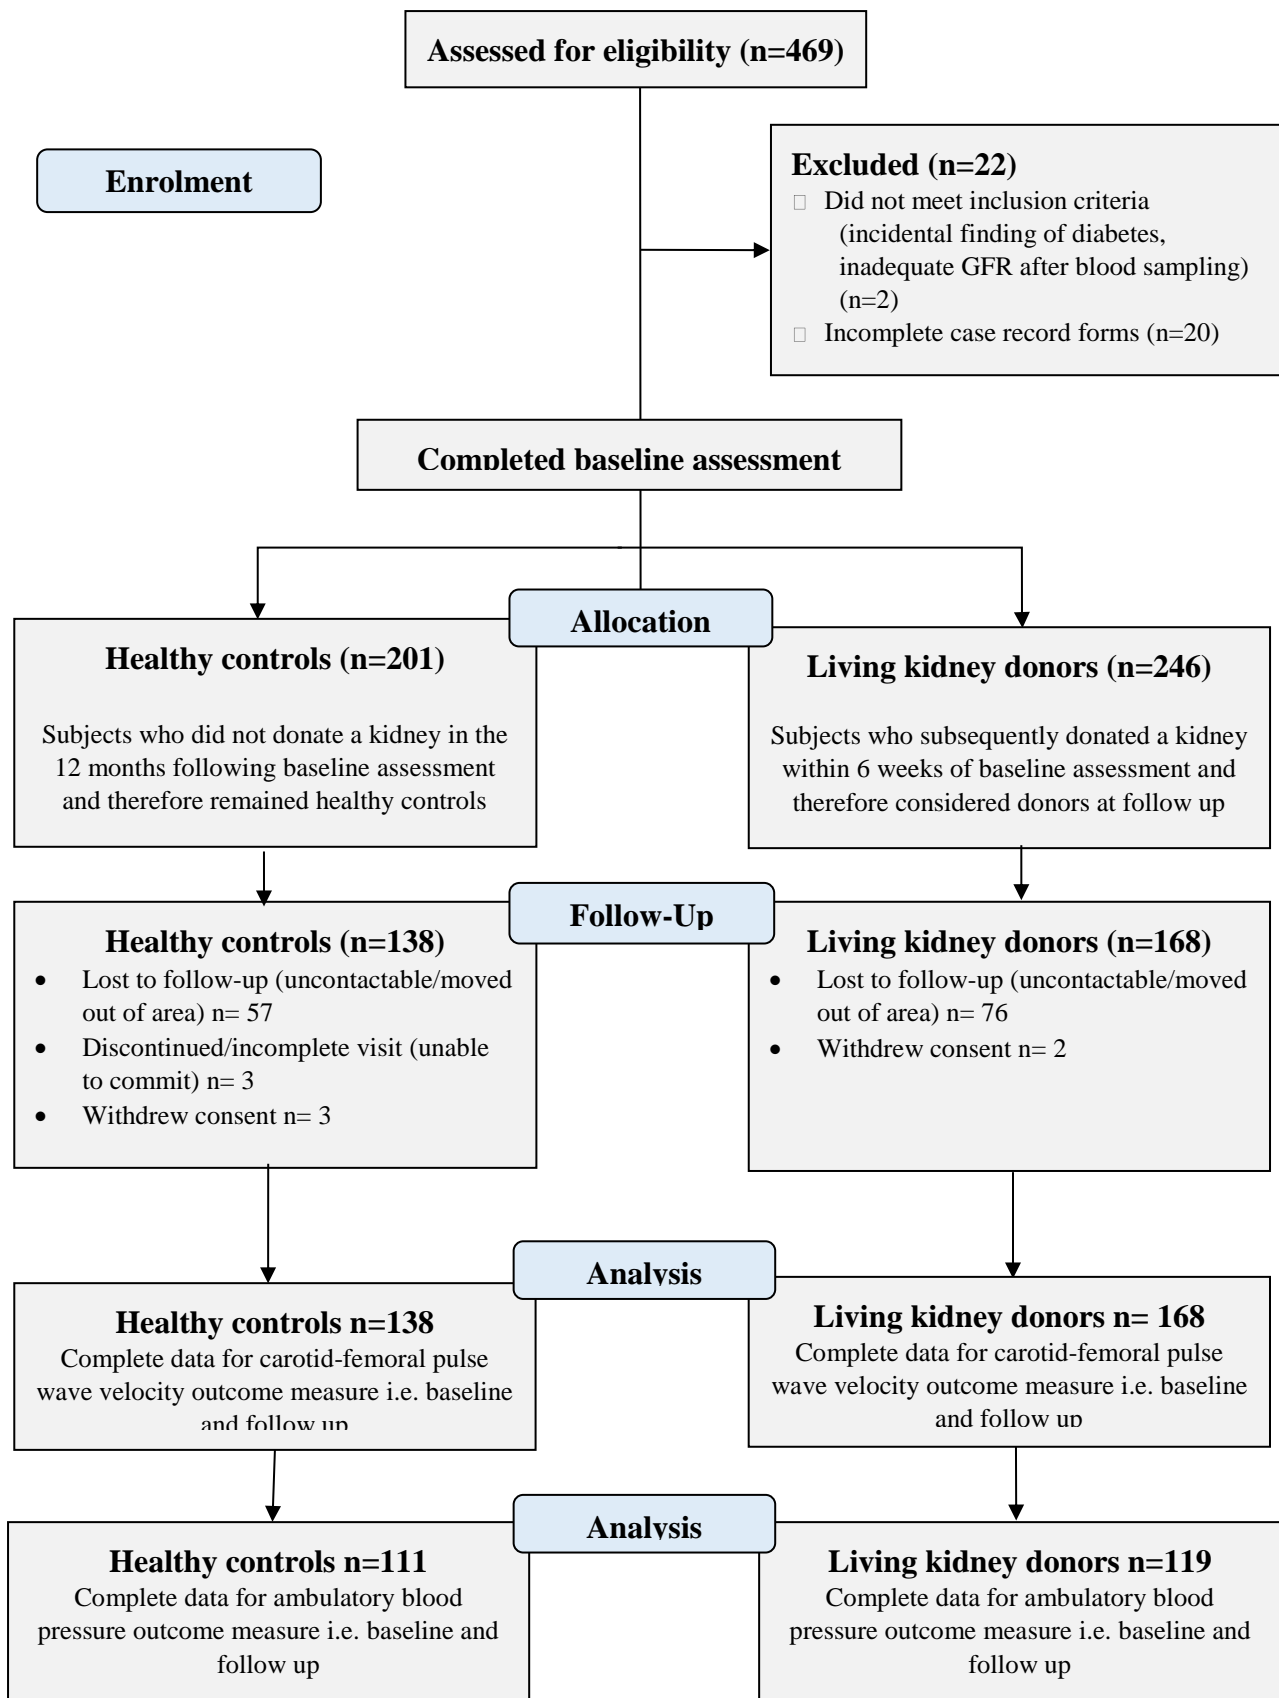 Assessed for eligibility (n=469)
Enrolment
Excluded (n=22)
Did not meet inclusion criteria
(incidental finding of diabetes,
inadequate GFR after blood sampling)
(n=2)
Incomplete case record forms (n=20)
Completed baseline assessment
Allocation
Healthy controls (n=201)
Subjects who did not donate a kidney in the
12 months following baseline assessment
and therefore remained healthy controls
Living kidney donors (n=246)
Subjects who subsequently donated a kidney
within 6 weeks of baseline assessment and
therefore considered donors at follow up
Follow-Up
Healthy controls (n=138)
• Lost to follow-up (uncontactable/moved
out of area) n= 57
• Discontinued/incomplete visit (unable
to commit) n= 3
• Withdrew consent n= 3
Living kidney donors (n=168)
• Lost to follow-up (uncontactable/moved
out of area) n= 76
• Withdrew consent n= 2
Analysis
Healthy controls n=138
Complete data for carotid-femoral pulse
wave velocity outcome measure i.e. baseline
and follow up
Living kidney donors n= 168
Complete data for carotid-femoral pulse
wave velocity outcome measure i.e. baseline
and follow up
Analysis
Healthy controls n=111
Complete data for ambulatory blood
pressure outcome measure i.e. baseline and
follow up
Living kidney donors n=119
Complete data for ambulatory blood
pressure outcome measure i.e. baseline and
follow up